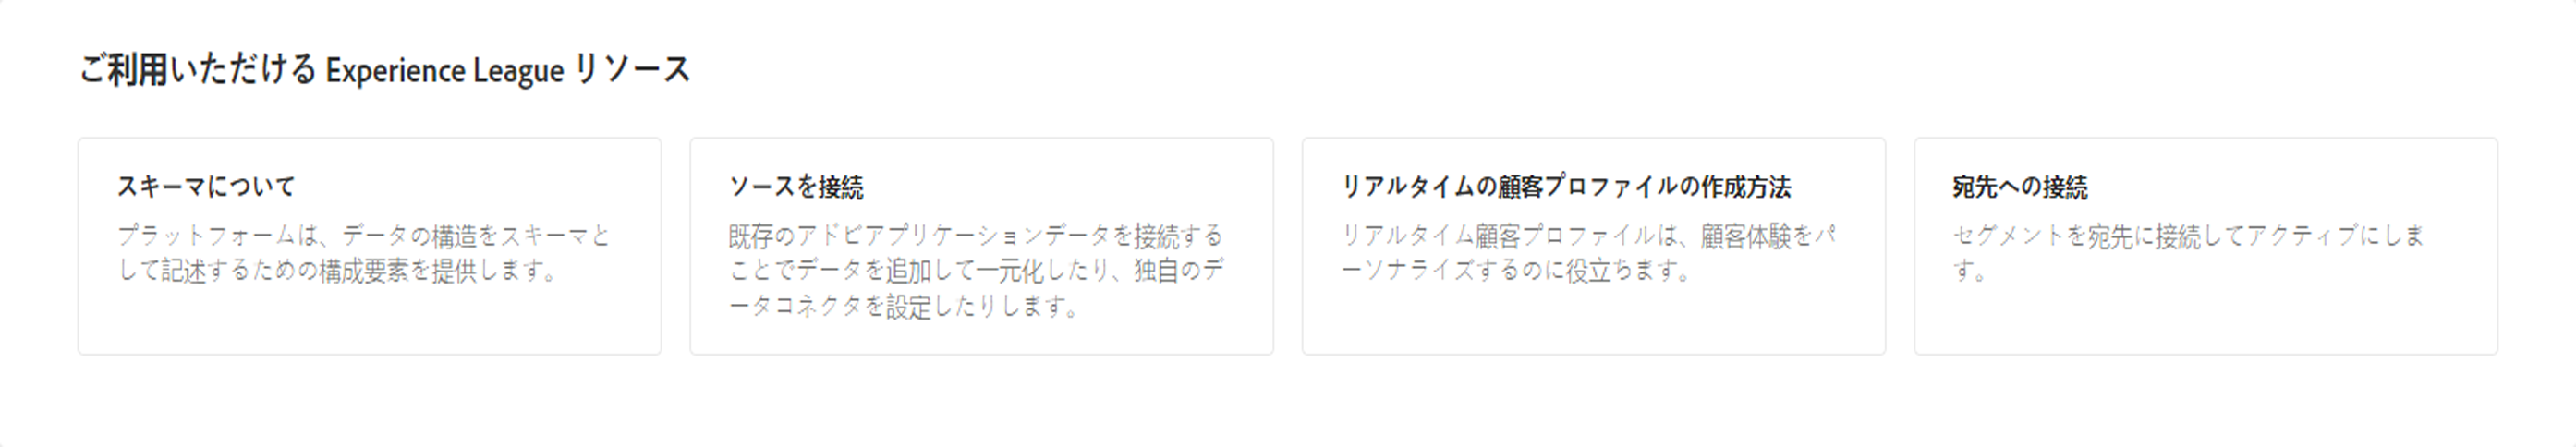 ご利用いただける Experience League リソース
スキーマについて
プラットフォームは、データの構造をスキーマと
して記述するための構成要素を提供します。
ソースを接続
既存のアドビアプリケーションデータを接続する
ことでデータを追加して一元化したり、独自のデ
ータコネクタを設定したりします。
リアルタイムの顧客プロファイルの作成方法
リアルタイム顧客プロファイルは、顧客体験をパ
ーソナライズするのに役立ちます。
宛先への接続
セグメントを宛先に接続してアクティブにしま
す。